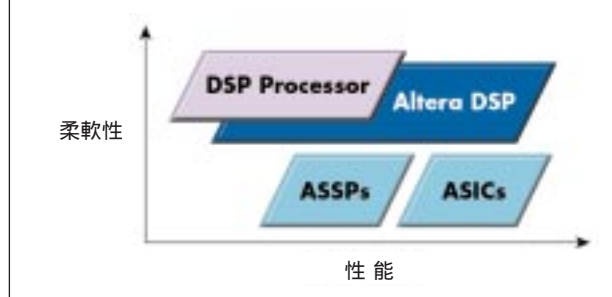 DSP Processor
Altera DSP
柔軟性
ASSPs
ASICs
性 能